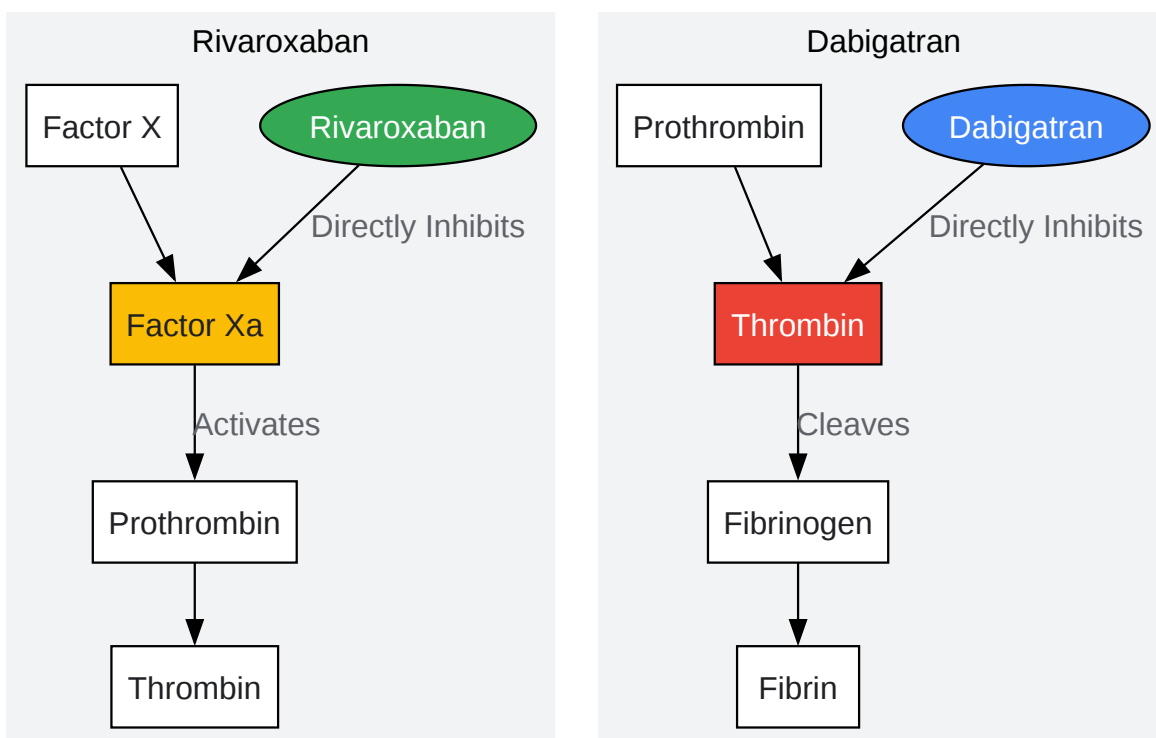 Rivaroxaban
Factor X
Rivaroxaban
Directly Inhibits
Factor Xa
Activates
Prothrombin
Thrombin
Dabigatran
Prothrombin
Dabigatran
Directly Inhibits
Thrombin
Cleaves
Fibrinogen
Fibrin